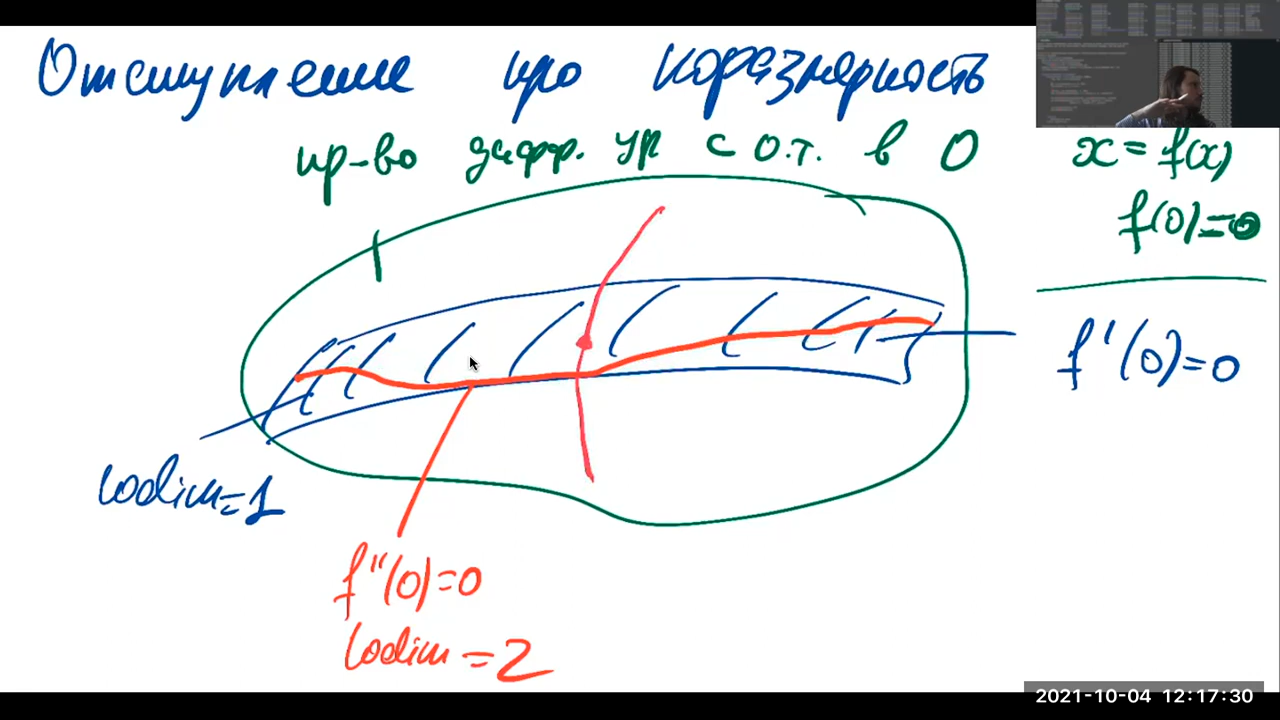 Отступление про коразмерность
пр-во дифф. ур с о.т. в 0
x = f(x)
f(0)=0
f'(0)=0
codim=1
f''(0)=0
codim=2
2021-10-04 12:17:30